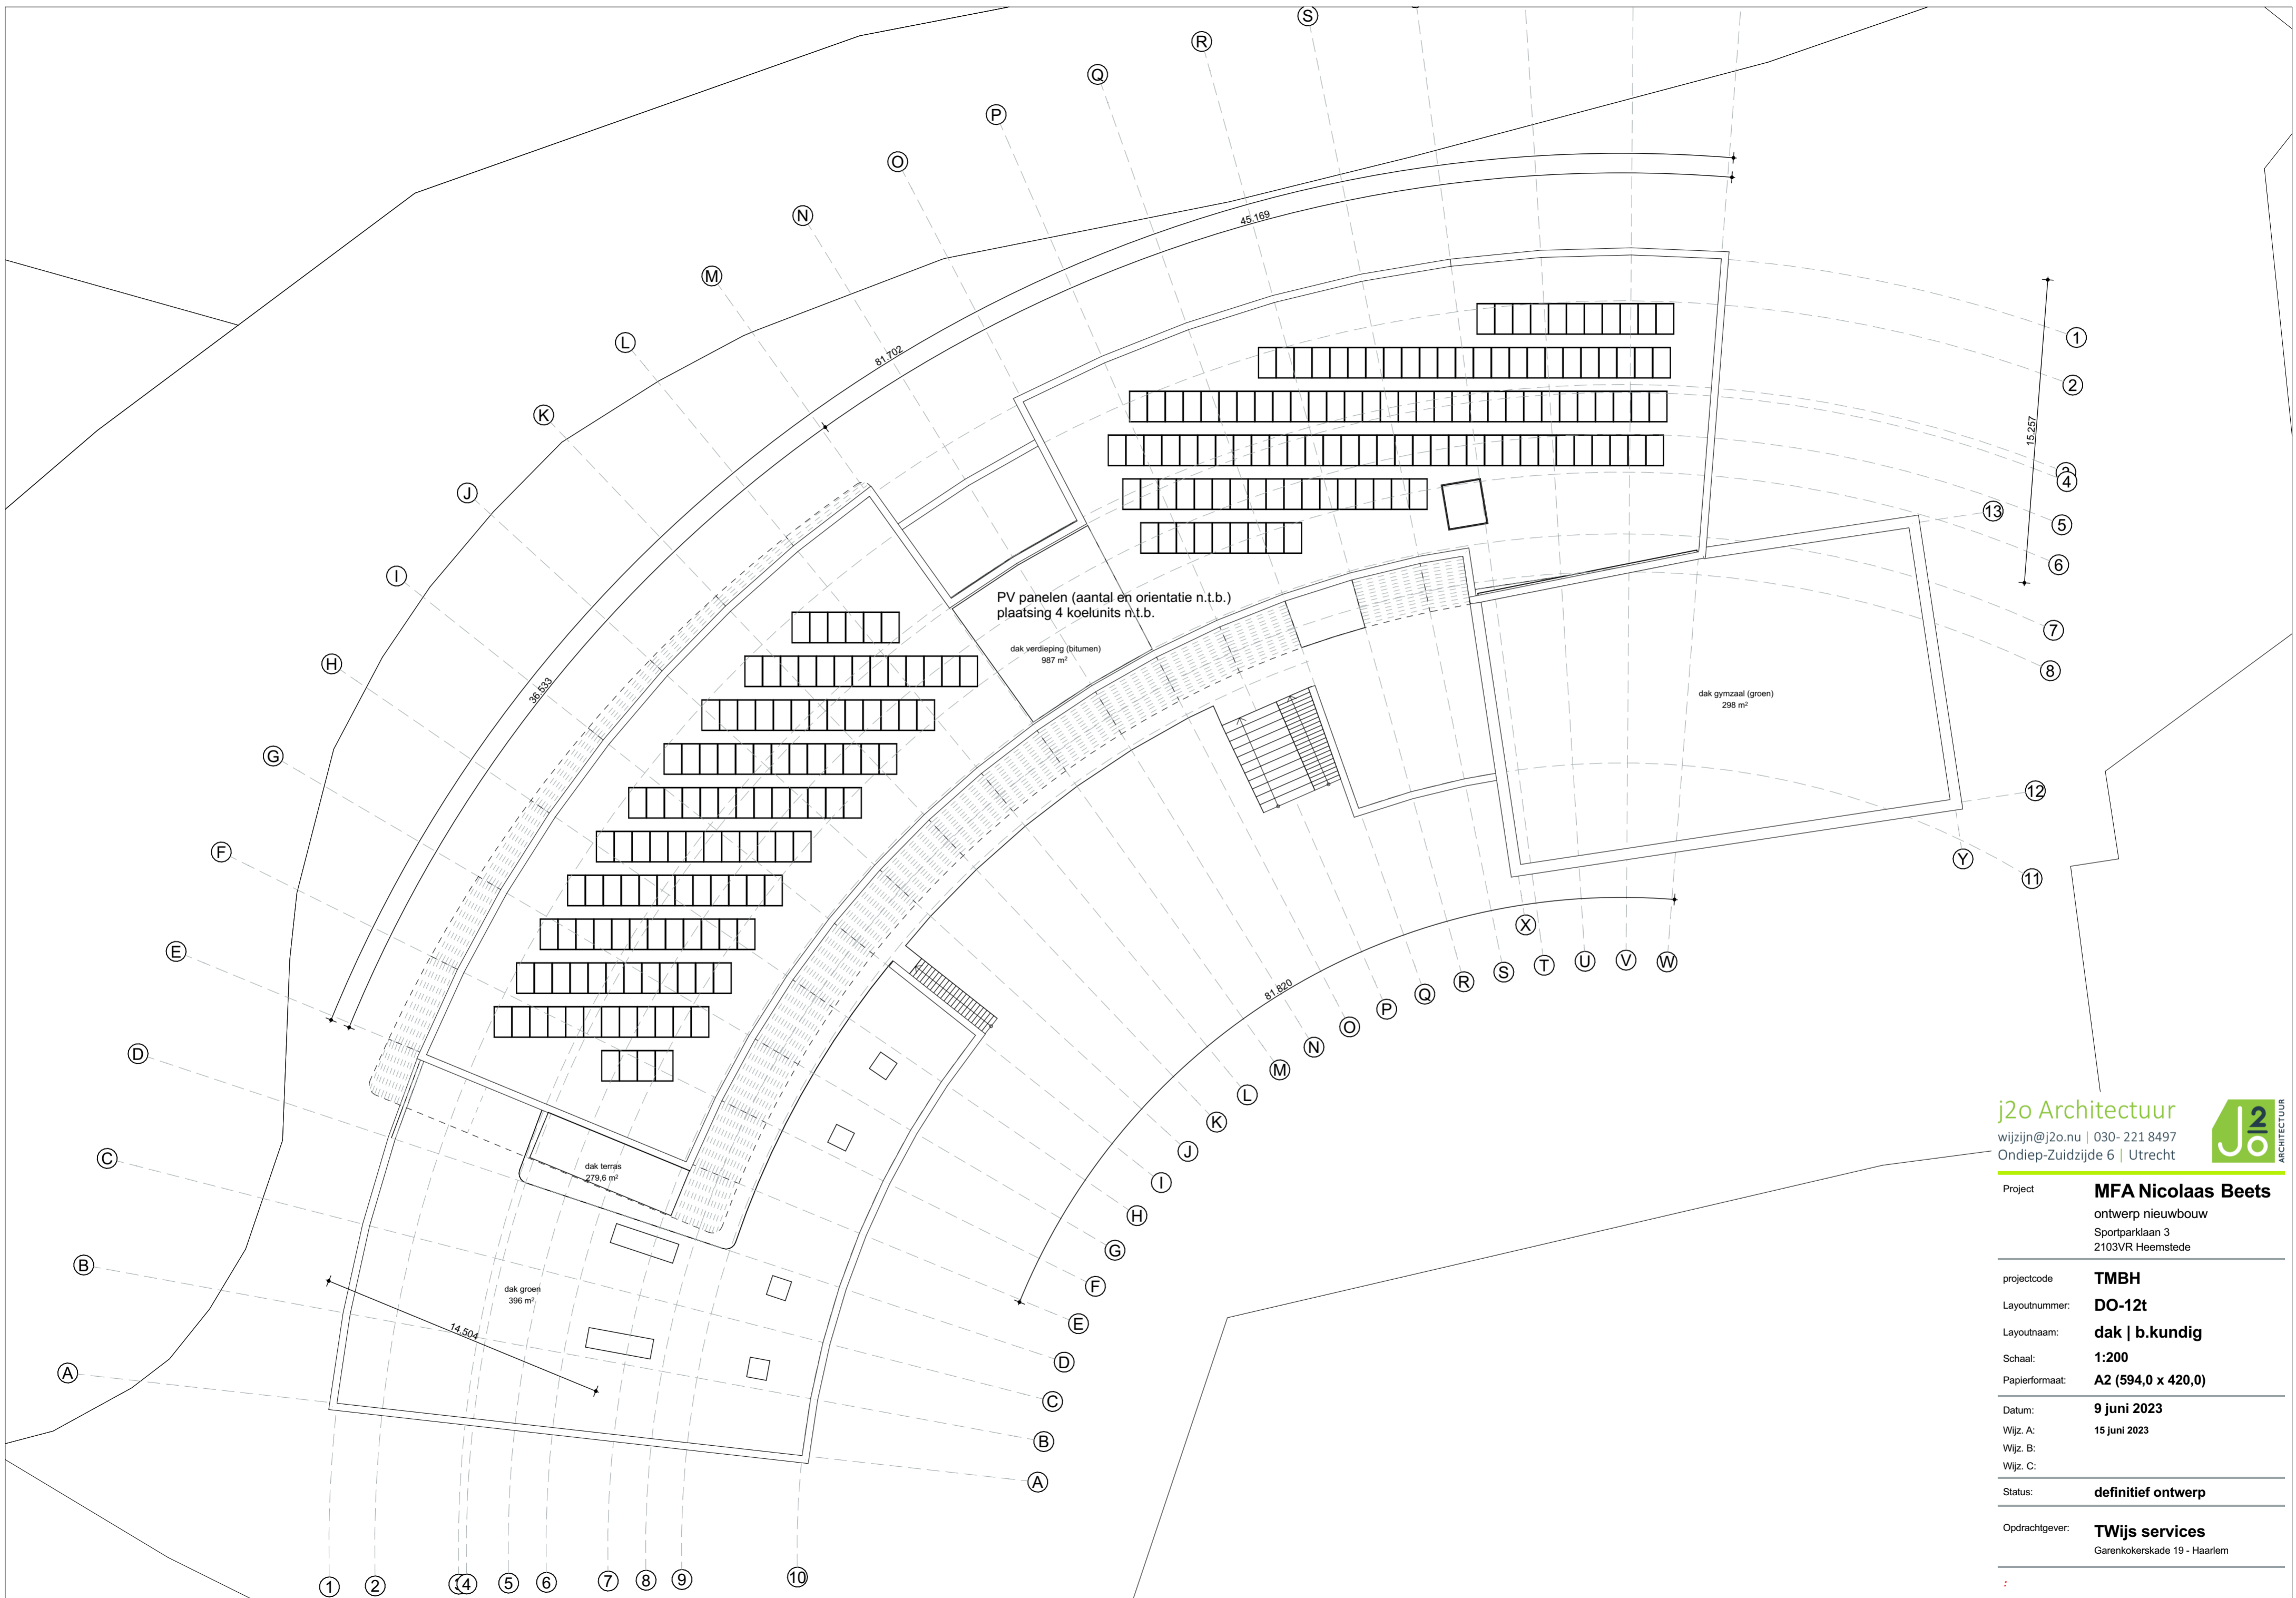 S
R
Q
P
O
N
M
L
K
J
I
H
G
F
E
D
C
B
A
45.169
81.702
36.533
15.257
1
2
3
4
13
5
6
7
8
12
11
Y
PV panelen (aantal en orientatie n.t.b.)
plaatsing 4 koelunits n.t.b.
dak verdieping (bitumen)
987 m²
dak gymzaal (groen)
298 m²
X
W
V
U
T
S
R
Q
P
O
N
M
L
K
J
I
H
G
F
E
D
C
B
A
81.820
dak terras
279,6 m²
dak groen
396 m²
14.504
1
2
4
5
6
7
8
9
10
j2o Architectuur
wijzijn@j2o.nu | 030- 221 8497
Ondiep-Zuidzijde 6 | Utrecht
J2o
ARCHITECTUUR
Project MFA Nicolaas Beets
ontwerp nieuwbouw
Sportparklaan 3
2103VR Heemstede
projectcode TMBH
Layoutnummer: DO-12t
Layoutnaam: dak | b.kundig
Schaal: 1:200
Papierformaat: A2 (594,0 x 420,0)
Datum: 9 juni 2023
Wijz. A: 15 juni 2023
Wijz. B:
Wijz. C:
Status: definitief ontwerp
Opdrachtgever: TWijs services
Garenkokerskade 19 - Haarlem
: